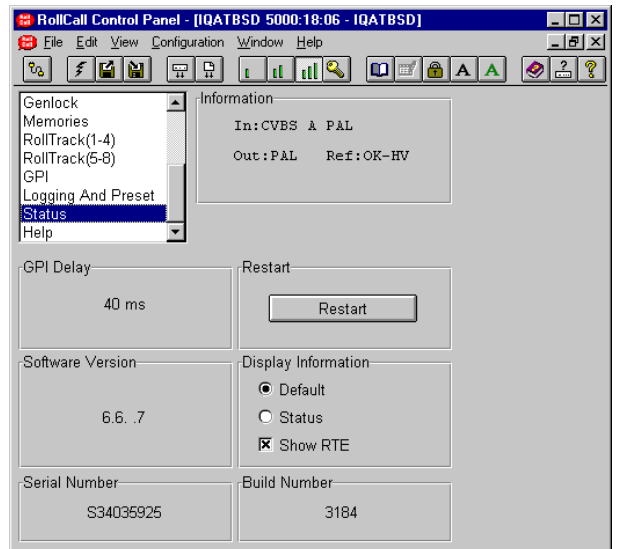 RollCall Control Panel - [IQATBSD 5000:18:06 - IQATBSD]
File Edit View Configuration Window Help
A A
Genlock
Memories
RollTrack(1-4)
RollTrack(5-8)
GPI
Logging And Preset
Status
Help
Information
In:CVBS A PAL
Out:PAL Ref:OK-HV
GPI Delay
40 ms
Restart
Restart
Software Version
6.6. .7
Display Information
Default
Status
Show RTE
Serial Number
S34035925
Build Number
3184